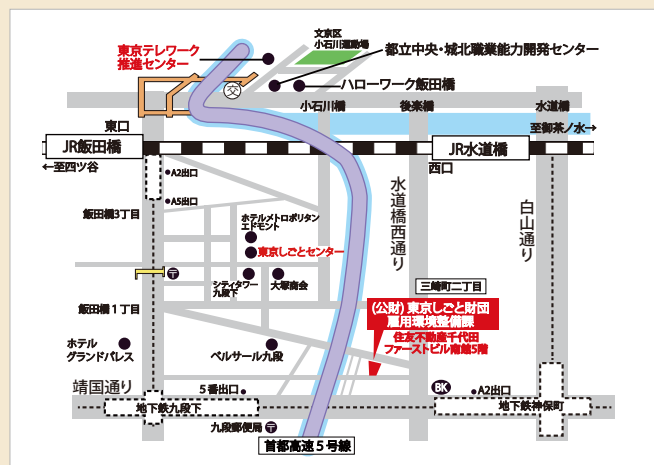 文京区
小石川運動場
東京テレワーク
推進センター
都立中央・城北職業能力開発センター
交
ハローワーク飯田橋
小石川橋
後楽橋
水道橋
東口
至御茶ノ水→
JR飯田橋
JR水道橋
←至四ツ谷
西口
A2出口
A5出口
水道橋西通り
白山通り
飯田橋3丁目
ホテルメトロポリタン
エドモント
東京しごとセンター
〒
シティタワー
九段下
大塚商会
三崎町二丁目
飯田橋1丁目
(公財)東京しごと財団
雇用環境整備課
住友不動産千代田
ファーストビル南館5階
ホテル
グランドパレス
ベルサール九段
靖国通り
5番出口
BK
A2出口
地下鉄九段下
地下鉄神保町
九段郵便局
〒
首都高速5号線